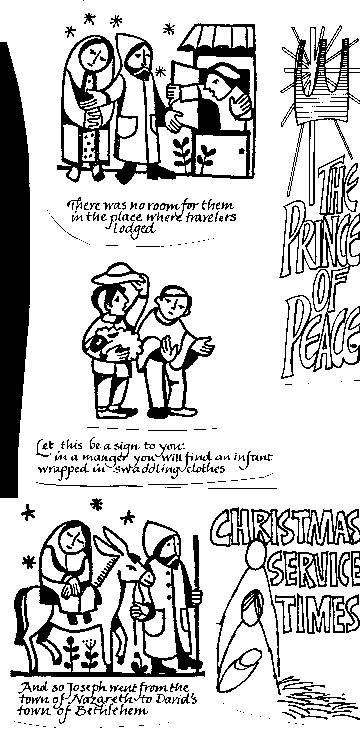 There was no room for them
in the place where travelers
lodged
THE
PRINCE
OF
PEACE
Let this be a sign to you:
in a manger you will find an infant
wrapped in swaddling clothes
CHRISTMAS
SERVICE
TIMES
And so Joseph went from the
town of Nazareth to David's
town of Bethlehem